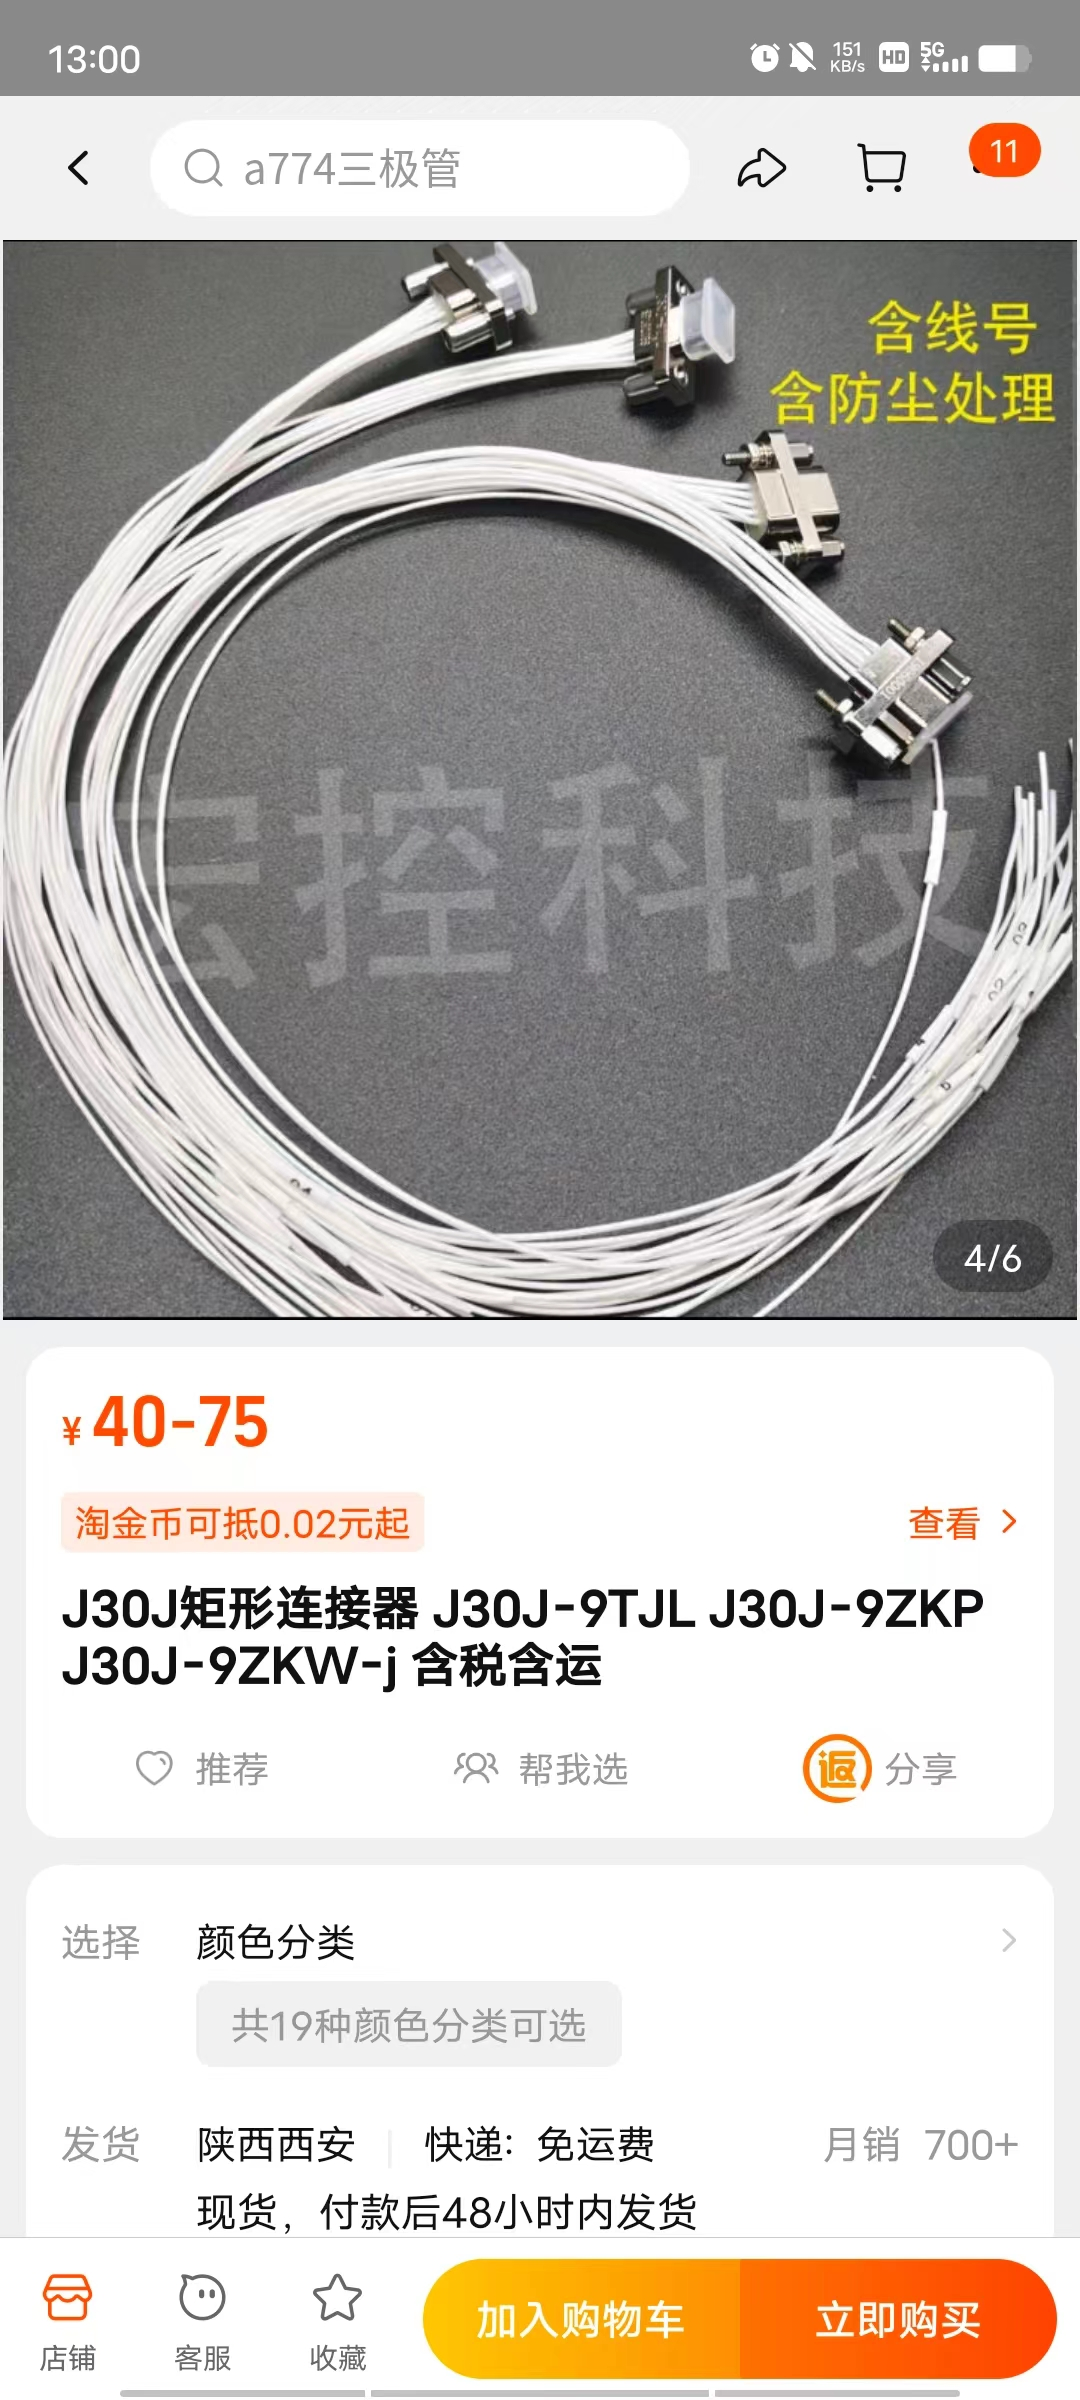 13:00
151
KB/s
HD
5G
a774三极管
11
含线号
含防尘处理
宏控科技
03
02
4/6
¥40-75
淘金币可抵0.02元起
查看
J30J矩形连接器 J30J-9TJL J30J-9ZKP
J30J-9ZKW-j 含税含运
推荐
帮我选
返
分享
选择
颜色分类
共19种颜色分类可选
发货
陕西西安
快递: 免运费
月销 700+
现货，付款后48小时内发货
店铺
客服
收藏
加入购物车
立即购买